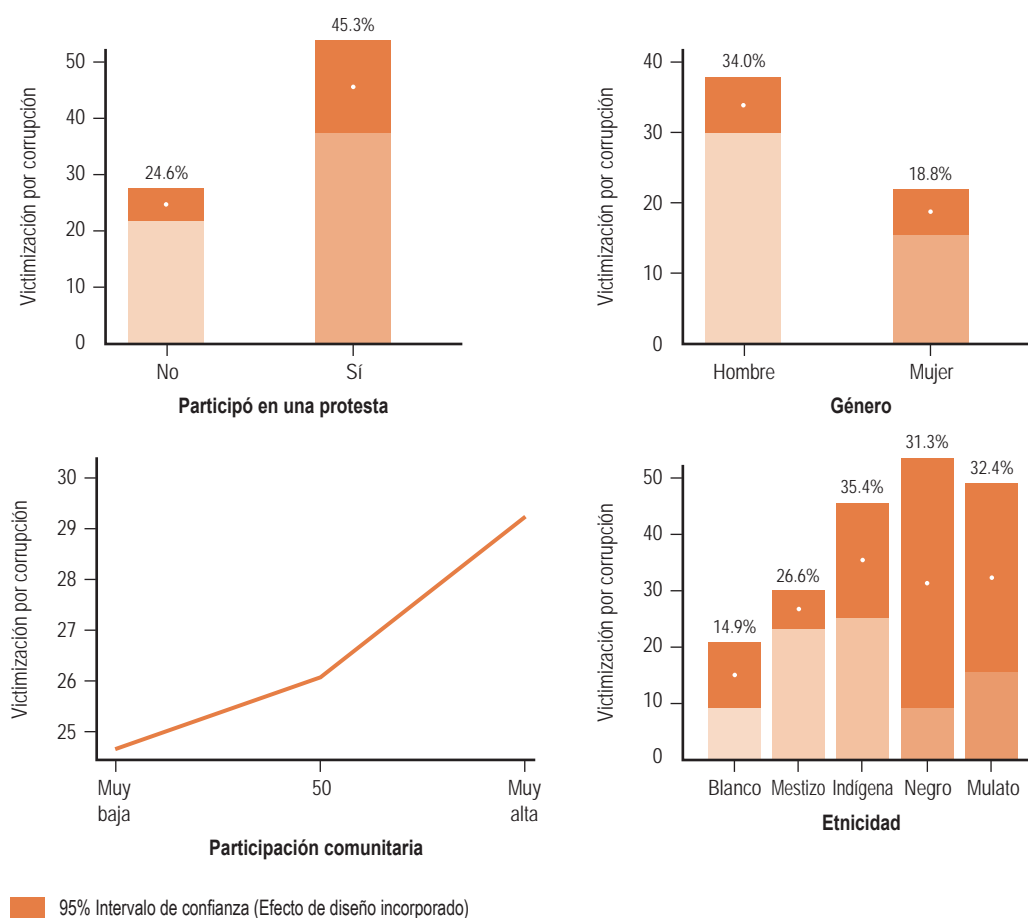 Victimización por corrupción
50
40
30
20
10
0
24.6%
45.3%
No
Sí
Participó en una protesta
Victimización por corrupción
40
30
20
10
0
34.0%
18.8%
Hombre
Mujer
Género
Victimización por corrupción
30
29
28
27
26
25
Muy
baja
50
Muy
alta
Participación comunitaria
Victimización por corrupción
50
40
30
20
10
0
14.9%
26.6%
35.4%
31.3%
32.4%
Blanco
Mestizo
Indígena
Negro
Mulato
Etnicidad
95% Intervalo de confianza (Efecto de diseño incorporado)